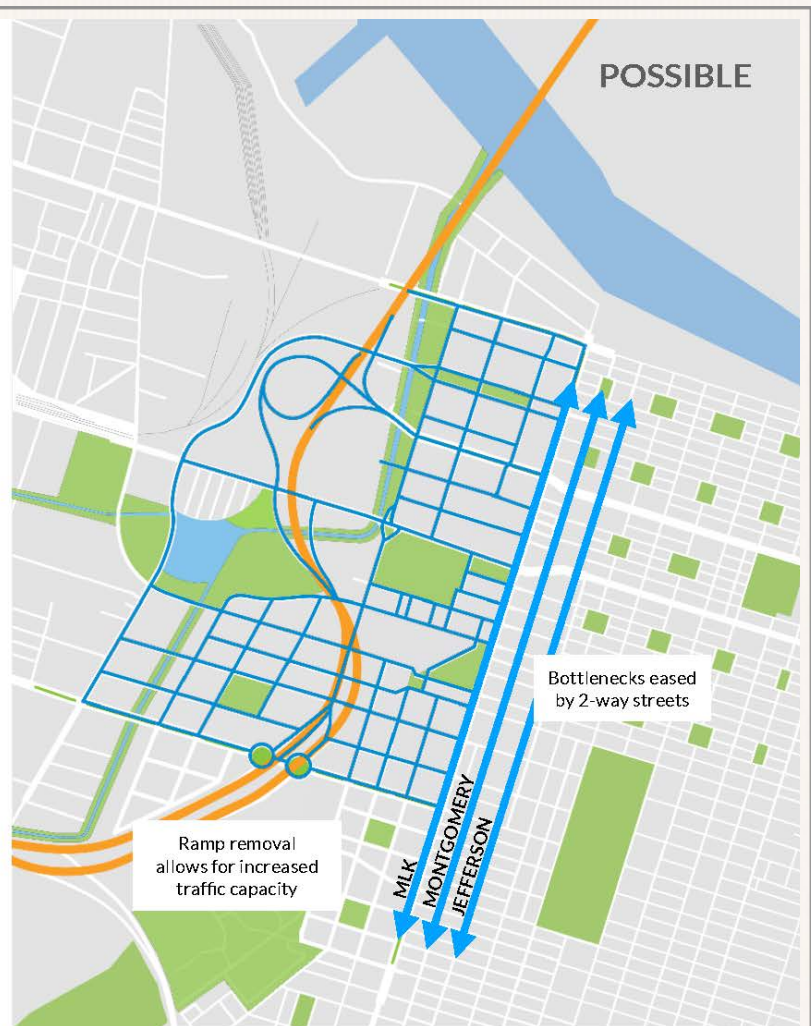 POSSIBLE
Bottlenecks eased
by 2-way streets
Ramp removal
allows for increased
traffic capacity
MLK
MONTGOMERY
JEFFERSON